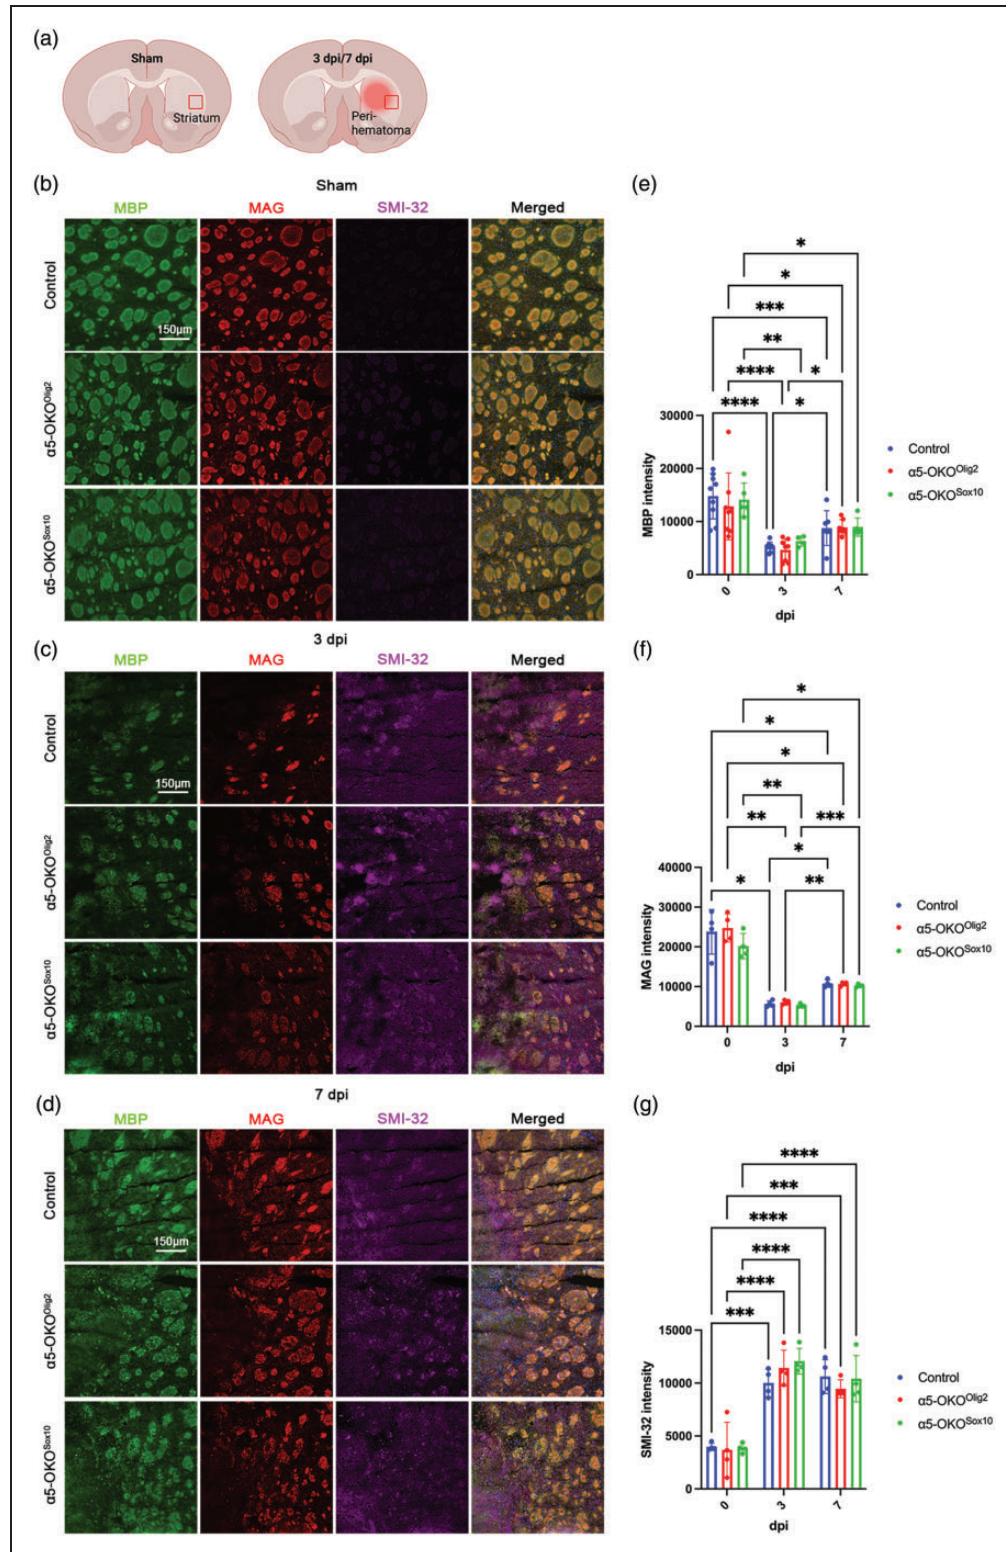 (a)
Sham
3 dpi/7 dpi
Striatum
Peri-
hematoma
(b)
Sham
MBP MAG SMI-32 Merged
Control
150μm
α5-OKO^Olig2
α5-OKO^Sox10
(c)
3 dpi
MBP MAG SMI-32 Merged
Control
150μm
α5-OKO^Olig2
α5-OKO^Sox10
(d)
7 dpi
MBP MAG SMI-32 Merged
Control
150μm
α5-OKO^Olig2
α5-OKO^Sox10
(e)
*
*
***
**
**** *
**** *
30000
20000
10000
0
MBP intensity
0 3 7
dpi
Control
α5-OKO^Olig2
α5-OKO^Sox10
(f)
*
*
*
**
** ***
*
* **
40000
30000
20000
10000
0
MAG intensity
0 3 7
dpi
Control
α5-OKO^Olig2
α5-OKO^Sox10
(g)
****
***
****
****
****
***
15000
10000
5000
0
SMI-32 intensity
0 3 7
dpi
Control
α5-OKO^Olig2
α5-OKO^Sox10